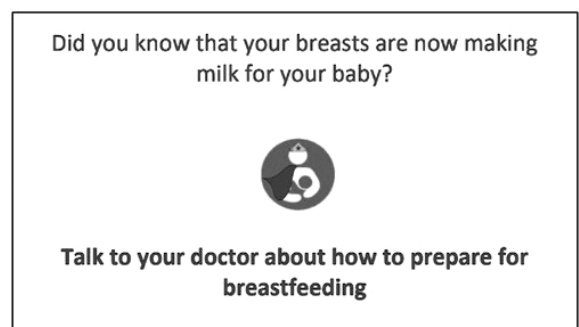 Did you know that your breasts are now making
milk for your baby?
Talk to your doctor about how to prepare for
breastfeeding